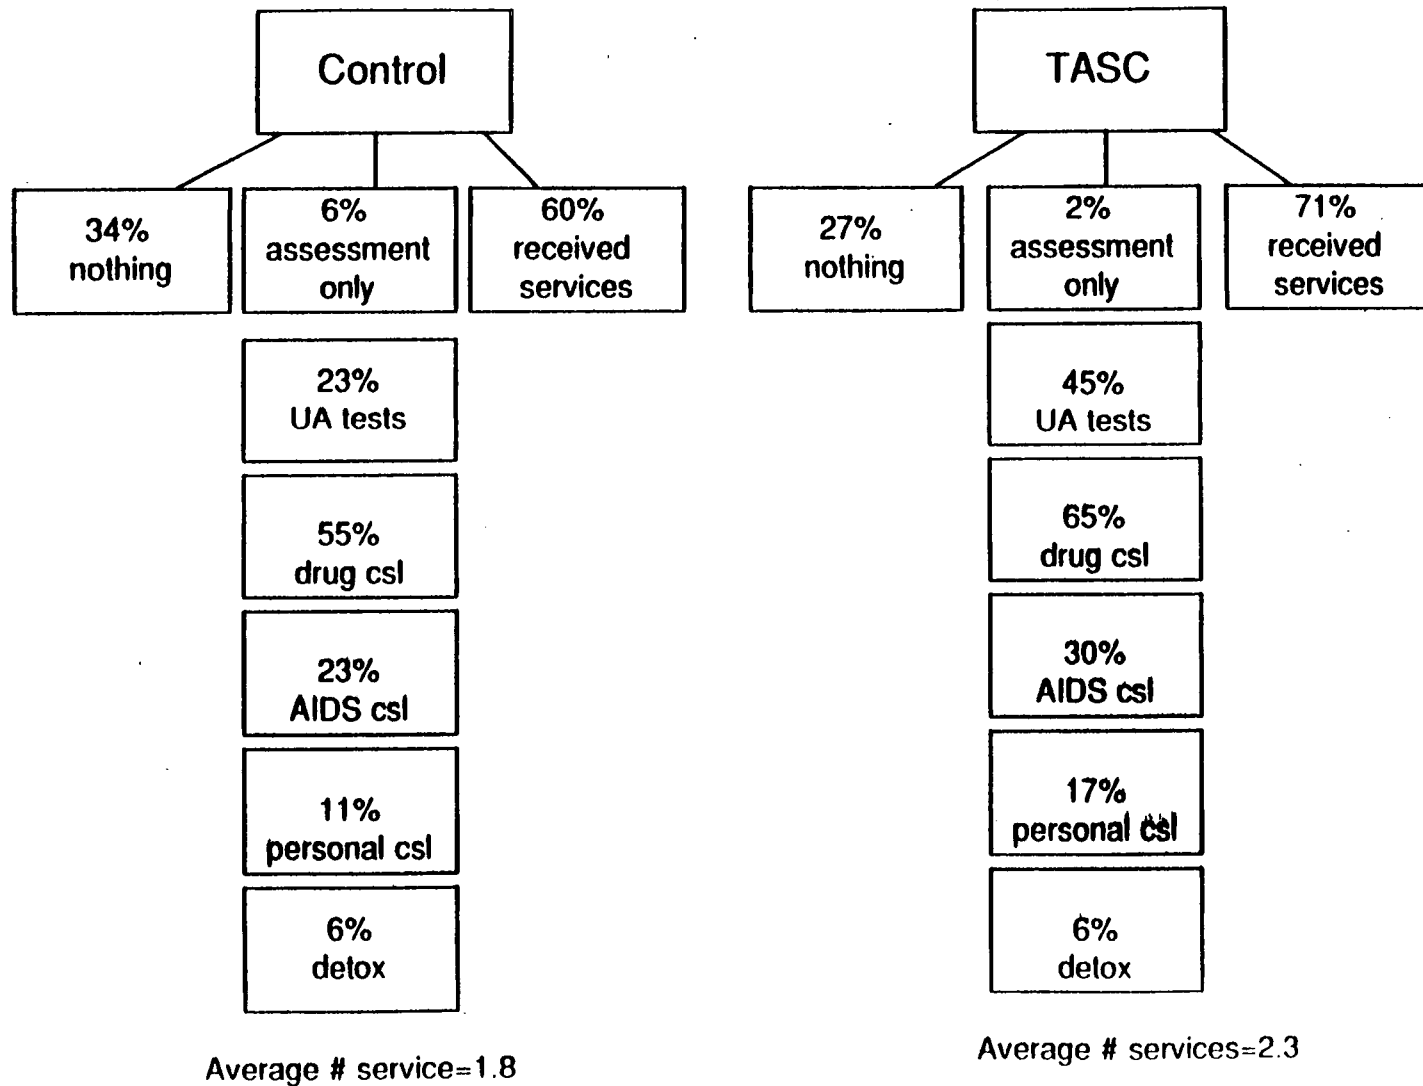 Control
34%
nothing
6%
assessment
only
60%
received
services
23%
UA tests
55%
drug csl
23%
AIDS csl
11%
personal csl
6%
detox
Average # service=1.8
TASC
27%
nothing
2%
assessment
only
71%
received
services
45%
UA tests
65%
drug csl
30%
AIDS csl
17%
personal csl
6%
detox
Average # services=2.3